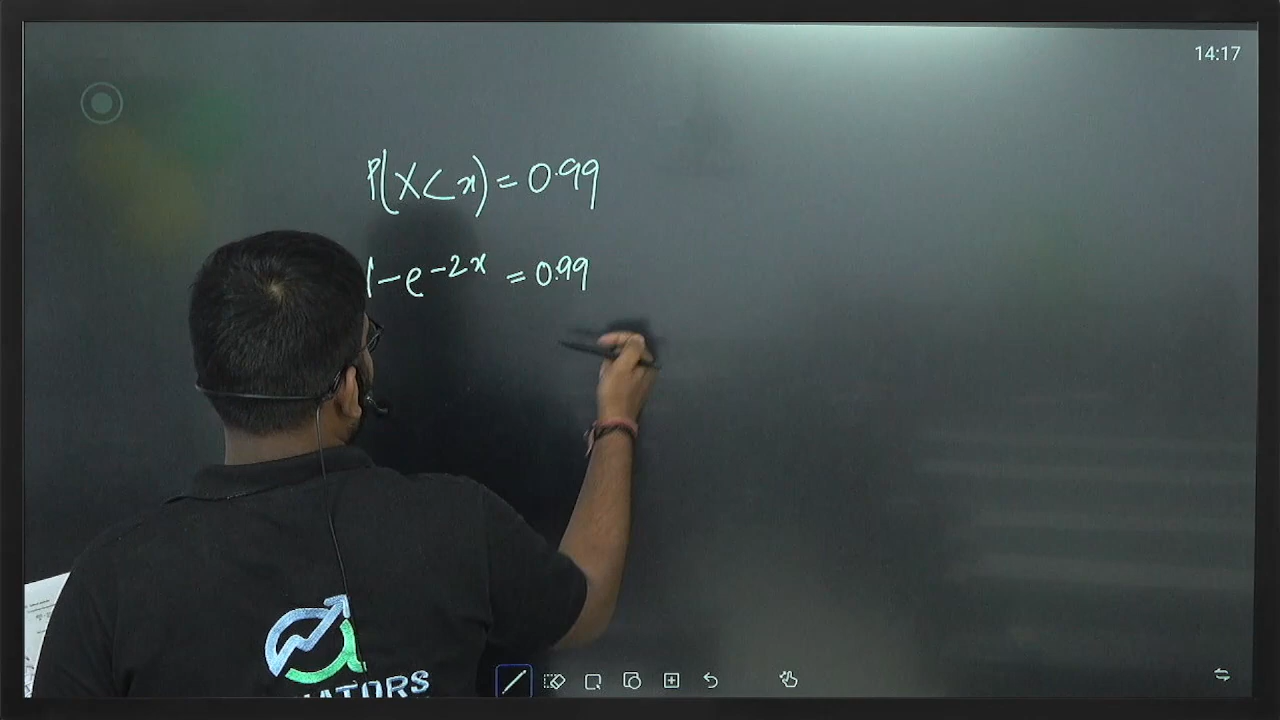 14:17
P(X<x) = 0.99
1-e^-2x = 0.99